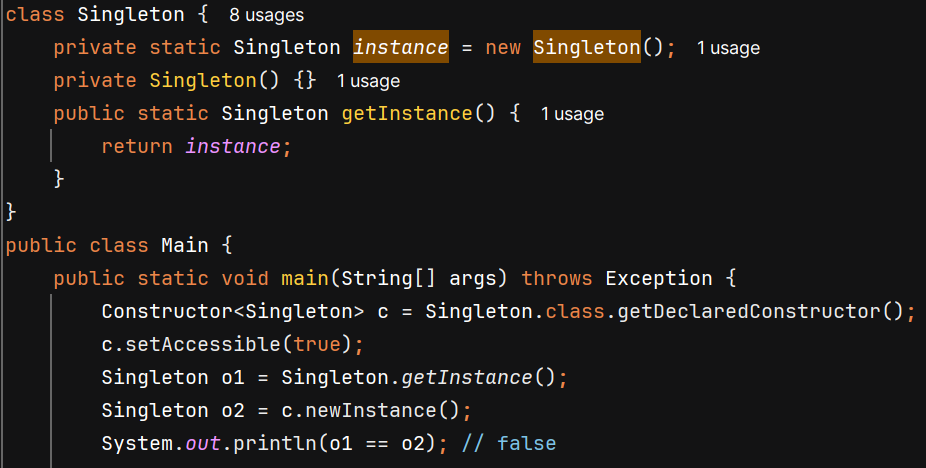 class Singleton { 8 usages
    private static Singleton instance = new Singleton(); 1 usage
    private Singleton() {} 1 usage
    public static Singleton getInstance() { 1 usage
        return instance;
    }
}
public class Main {
    public static void main(String[] args) throws Exception {
        Constructor<Singleton> c = Singleton.class.getDeclaredConstructor();
        c.setAccessible(true);
        Singleton o1 = Singleton.getInstance();
        Singleton o2 = c.newInstance();
        System.out.println(o1 == o2); // false